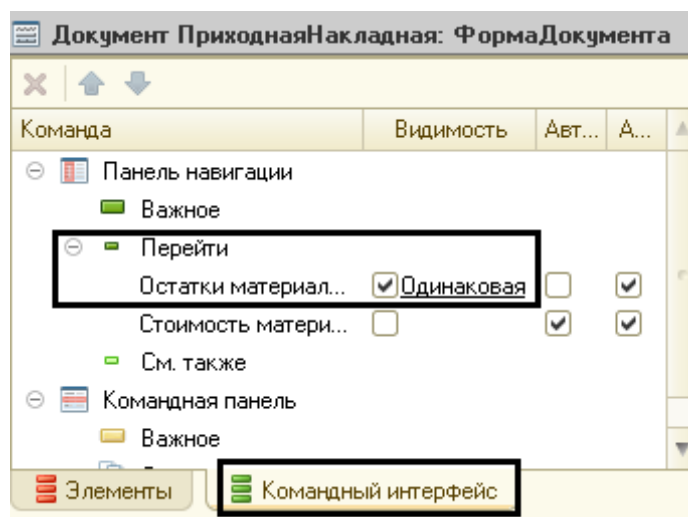 Документ ПриходнаяНакладная: ФормаДокумента
Команда Видимость Авт... А...
Панель навигации
Важное
Перейти
Остатки материал... Одинаковая
Стоимость матери...
См. также
Командная панель
Важное
Элементы Командный интерфейс